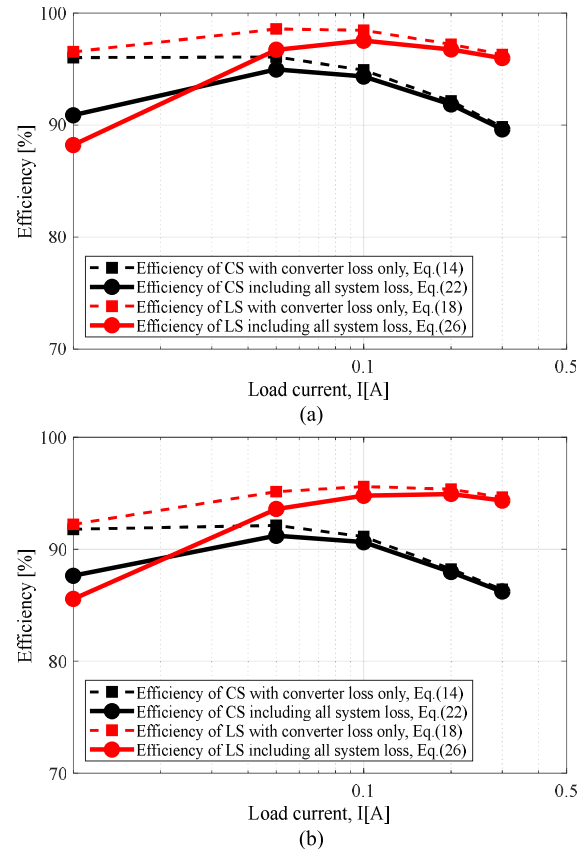 100
90
80
70
Efficiency [%]
Efficiency of CS with converter loss only, Eq.(14)
Efficiency of CS including all system loss, Eq.(22)
Efficiency of LS with converter loss only, Eq.(18)
Efficiency of LS including all system loss, Eq.(26)
0.1
0.5
Load current, I[A]
(a)
100
90
80
70
Efficiency [%]
Efficiency of CS with converter loss only, Eq.(14)
Efficiency of CS including all system loss, Eq.(22)
Efficiency of LS with converter loss only, Eq.(18)
Efficiency of LS including all system loss, Eq.(26)
0.1
0.5
Load current, I[A]
(b)